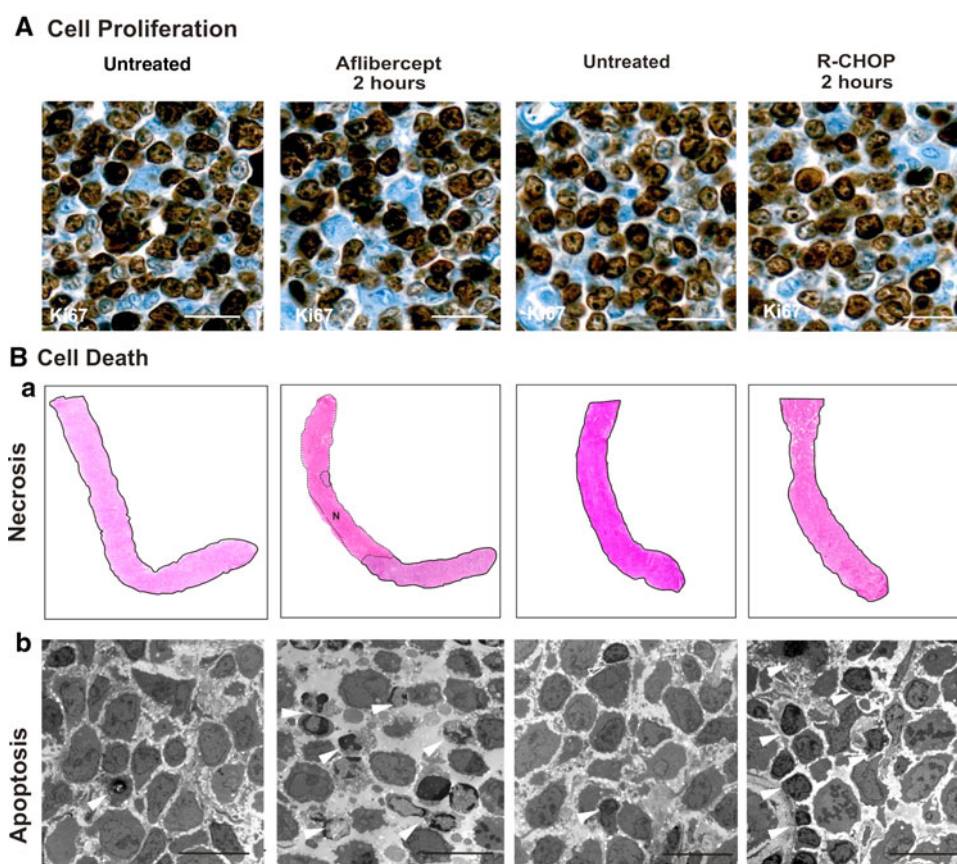 A Cell Proliferation
Untreated
Aflibercept
2 hours
Untreated
R-CHOP
2 hours
Ki67
Ki67
Ki67
Ki67
B Cell Death
a
Necrosis
N
b
Apoptosis